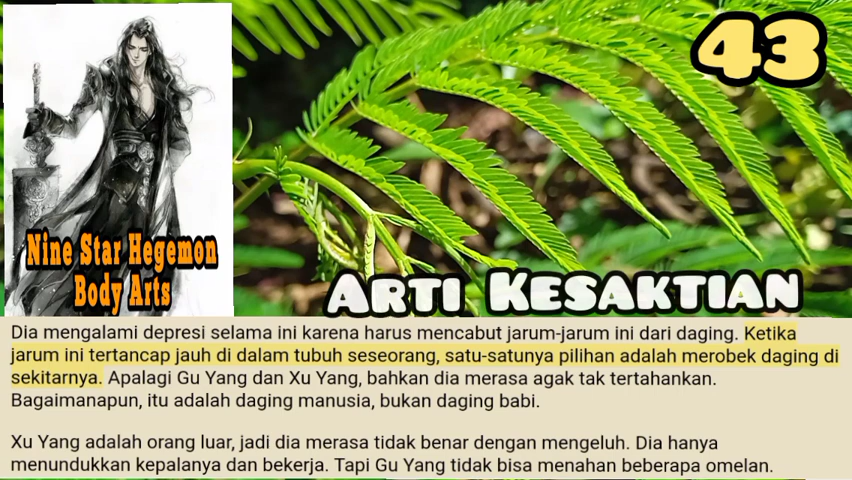 43
Nine Star Hegemon
Body Arts
Arti Kesaktian
Dia mengalami depresi selama ini karena harus mencabut jarum-jarum ini dari daging. Ketika
jarum ini tertancap jauh di dalam tubuh seseorang, satu-satunya pilihan adalah merobek daging di
sekitarnya. Apalagi Gu Yang dan Xu Yang, bahkan dia merasa agak tak tertahankan.
Bagaimanapun, itu adalah daging manusia, bukan daging babi.
Xu Yang adalah orang luar, jadi dia merasa tidak benar dengan mengeluh. Dia hanya
menundukkan kepalanya dan bekerja. Tapi Gu Yang tidak bisa menahan beberapa omelan.